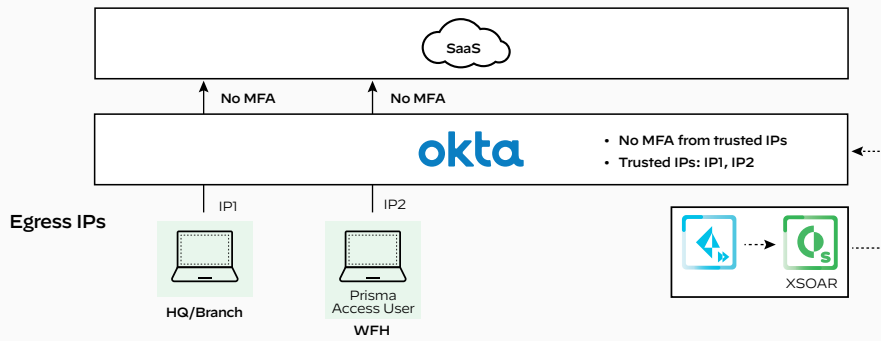 SaaS
No MFA
No MFA
okta
• No MFA from trusted IPs
• Trusted IPs: IP1, IP2
IP1
IP2
Egress IPs
S
XSOAR
Prisma
Access User
HQ/Branch
WFH